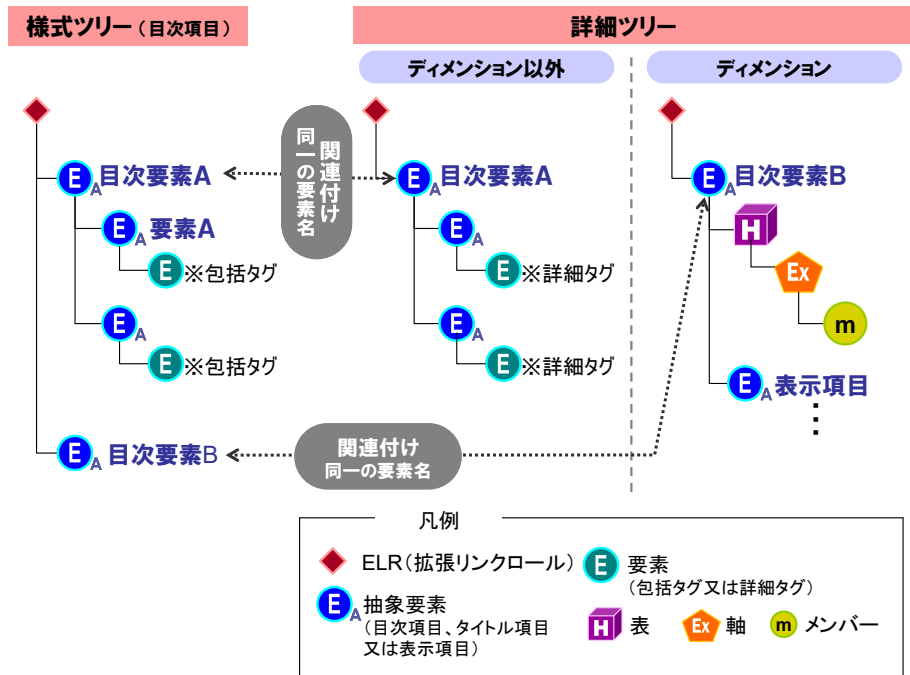 様式ツリー（目次項目）
詳細ツリー
ディメンション以外
ディメンション
E A 目次要素A
E A 要素A
E ※包括タグ
E A
E ※包括タグ
E A 目次要素B
関連付け
同一の要素名
E A 目次要素A
E A
E ※詳細タグ
E A
E ※詳細タグ
E A 目次要素B
H
Ex
m
E A 表示項目
関連付け
同一の要素名
凡例
ELR（拡張リンクロール）
E 要素
（包括タグ又は詳細タグ）
E A 抽象要素
（目次項目、タイトル項目
又は表示項目）
H 表
Ex 軸
m メンバー